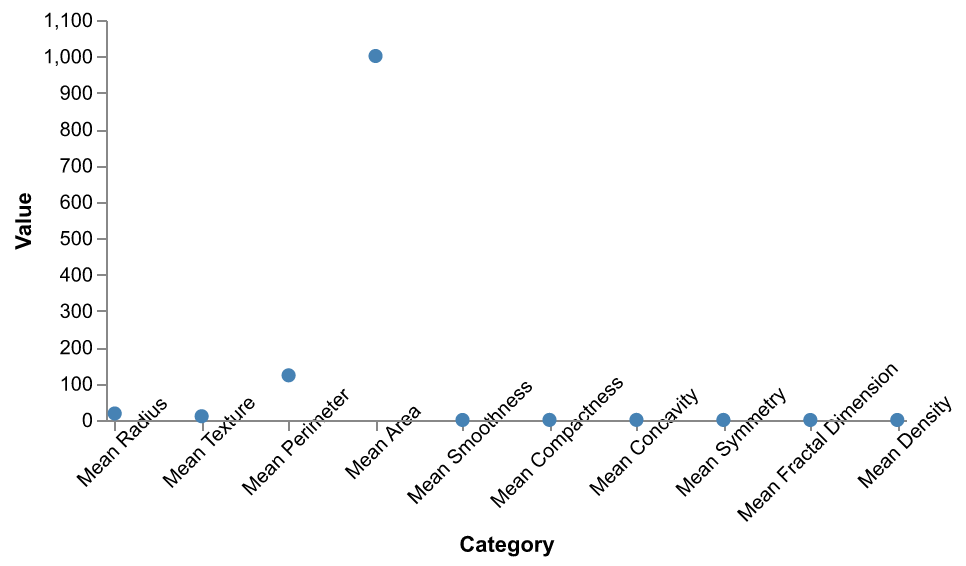 1,100
1,000
900
800
700
600
500
400
300
200
100
0
Value
Mean Radius
Mean Texture
Mean Perimeter
Mean Area
Mean Smoothness
Mean Compactness
Mean Concavity
Mean Symmetry
Mean Fractal Dimension
Mean Density
Category